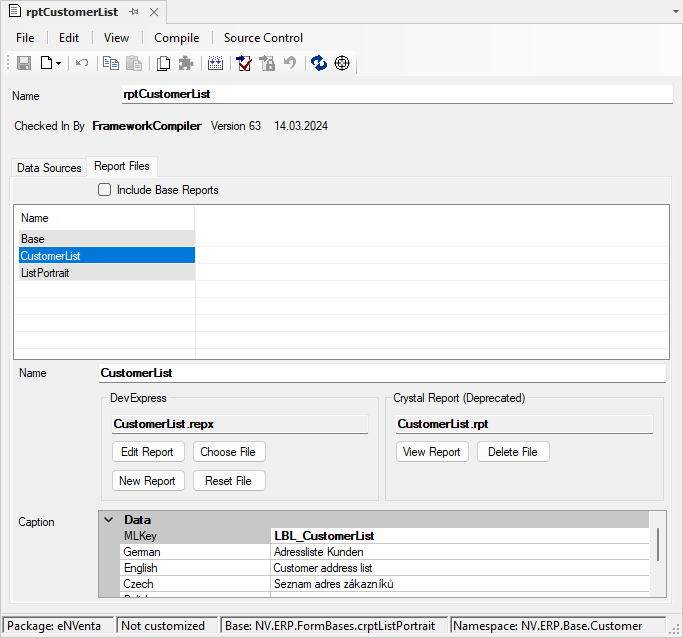 rptCustomerList
File Edit View Compile Source Control
Name rptCustomerList
Checked In By FrameworkCompiler Version 63 14.03.2024
Data Sources Report Files
Include Base Reports
Name
Base
CustomerList
ListPortrait
Name CustomerList
DevExpress Crystal Report (Deprecated)
CustomerList.repx CustomerList.rpt
Edit Report Choose File View Report Delete File
New Report Reset File
Caption Data
MLKey LBL_CustomerList
German Adressliste Kunden
English Customer address list
Czech Seznam adres zákazníků
Package: eNVenta Not customized Base: NV.ERP.FormBases.crptListPortrait Namespace: NV.ERP.Base.Customer